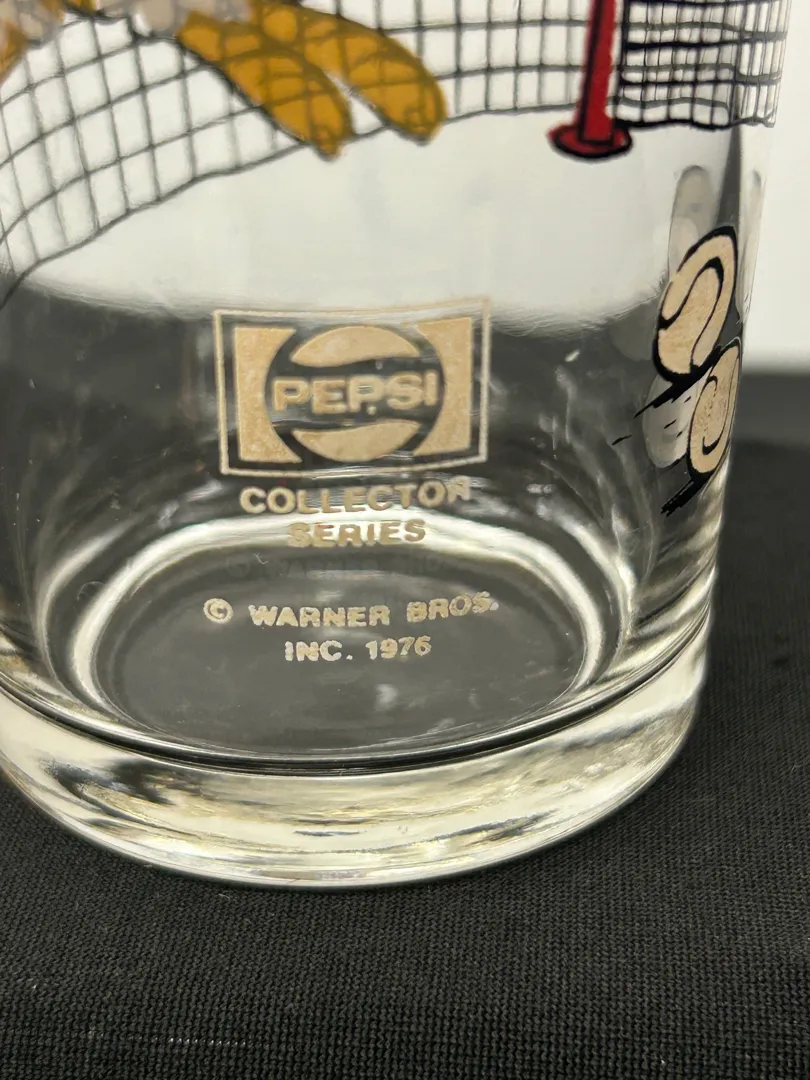 PEPSI
COLLECTOR
SERIES
© WARNER BROS.
INC. 1976